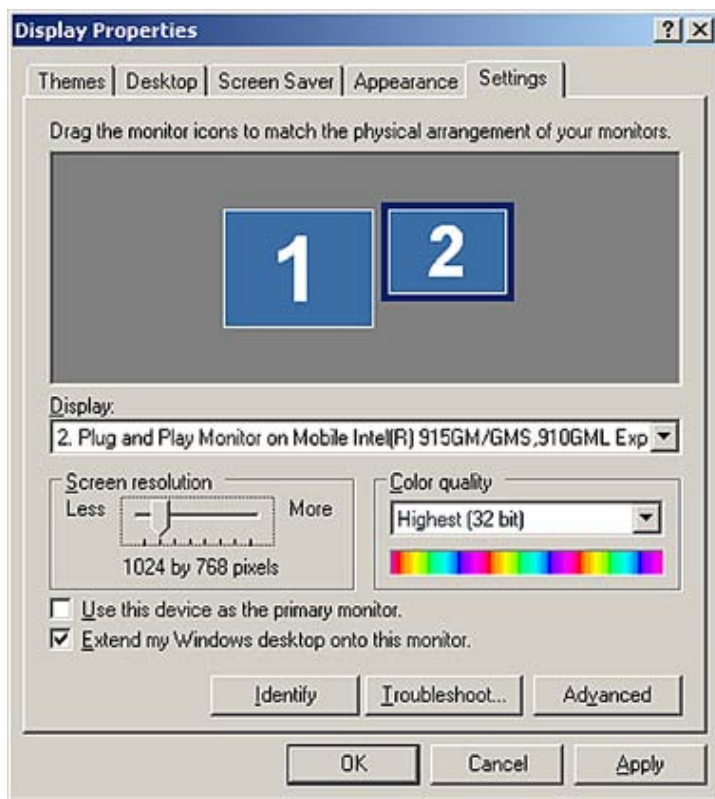 Display Properties
Themes Desktop Screen Saver Appearance Settings
Drag the monitor icons to match the physical arrangement of your monitors.
1 2
Display:
2. Plug and Play Monitor on Mobile Intel(R) 915GM/GMS,910GML Exp
Screen resolution
Less More
1024 by 768 pixels
Color quality
Highest (32 bit)
Use this device as the primary monitor.
Extend my Windows desktop onto this monitor.
Identify Troubleshoot... Advanced
OK Cancel Apply